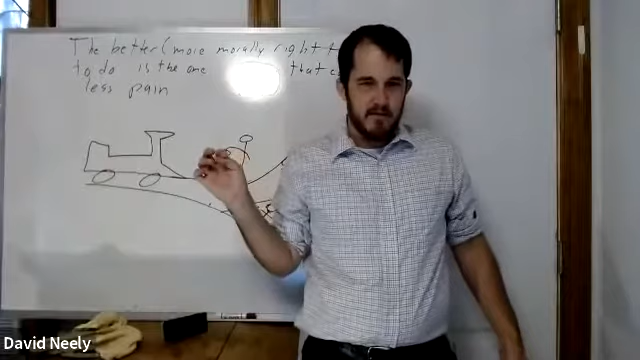 The better (more morally right t
to do is the one that c
less pain
David Neely